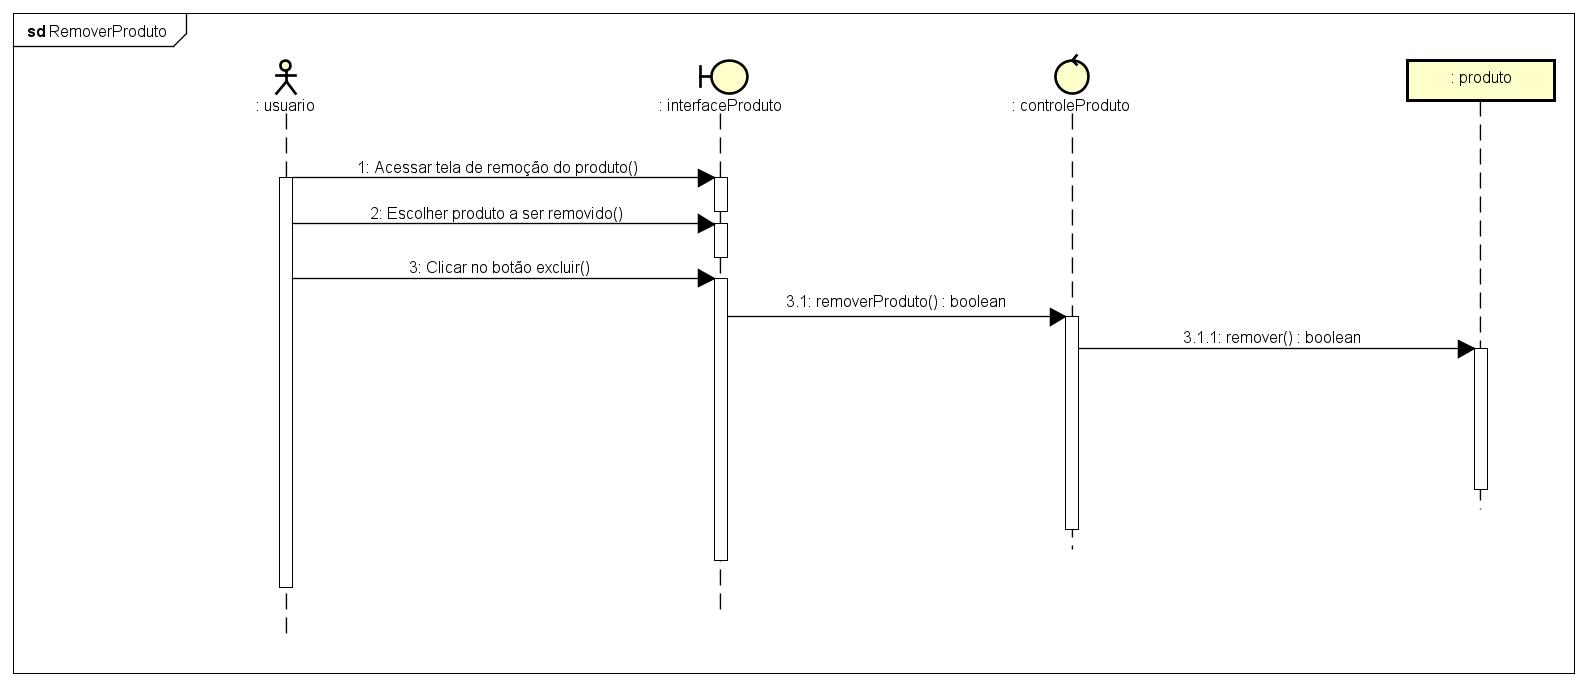 sd RemoverProduto
: usuario
: interfaceProduto
: controleProduto
: produto
1: Acessar tela de remoção do produto()
2: Escolher produto a ser removido()
3: Clicar no botão excluir()
3.1: removerProduto() : boolean
3.1.1: remover() : boolean